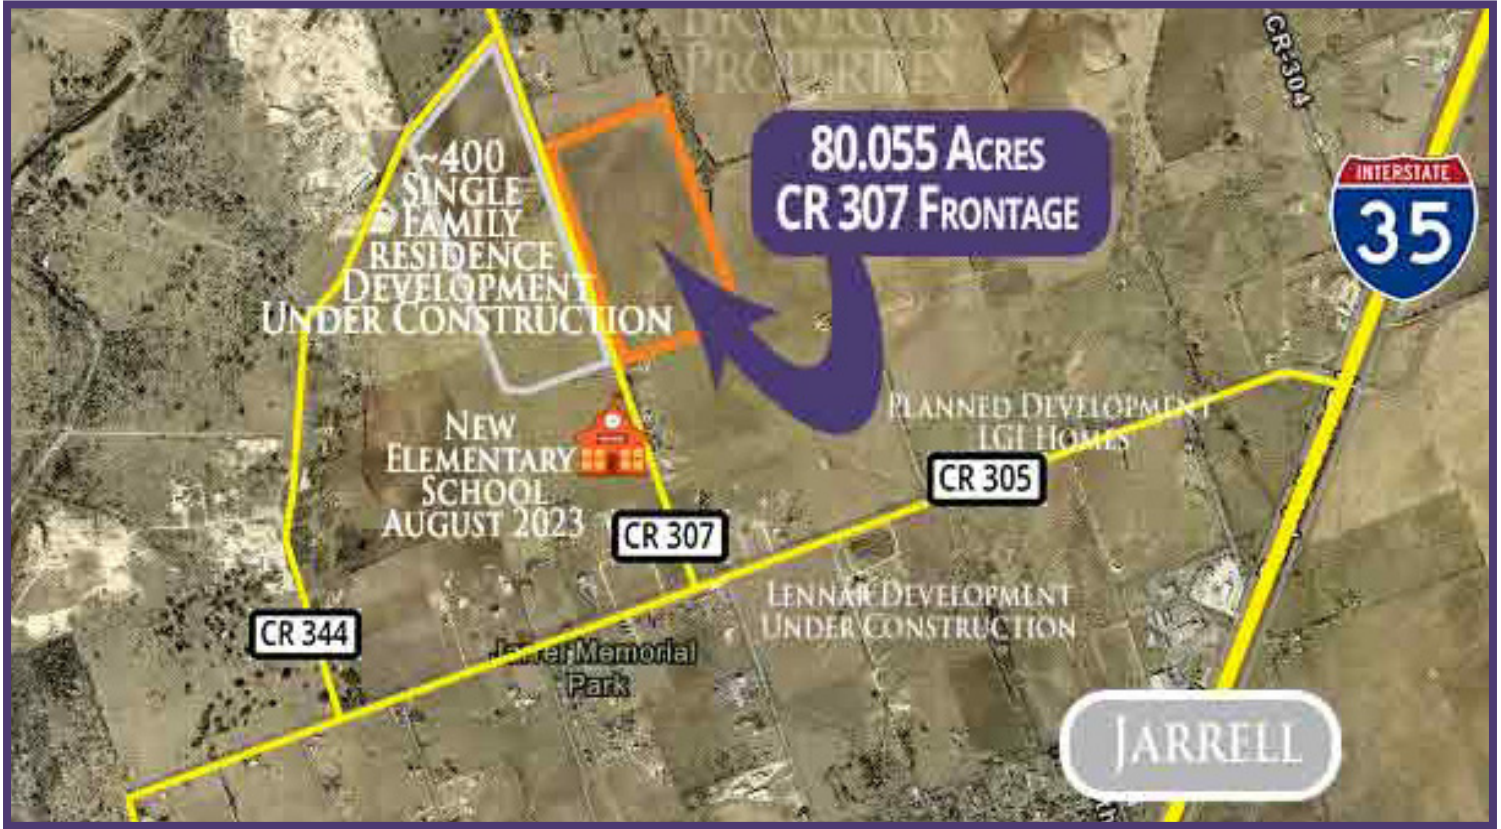 PROPERTIES
CR-304
80.055 ACRES
CR 307 FRONTAGE
INTERSTATE
35
~400
SINGLE
FAMILY
RESIDENCE
DEVELOPMENT
UNDER CONSTRUCTION
PLANNED DEVELOPMENT
LGI HOMES
NEW
ELEMENTARY
SCHOOL
AUGUST 2023
CR 305
CR 307
LENNAR DEVELOPMENT
UNDER CONSTRUCTION
CR 344
Jarrel Memorial
Park
JARRELL